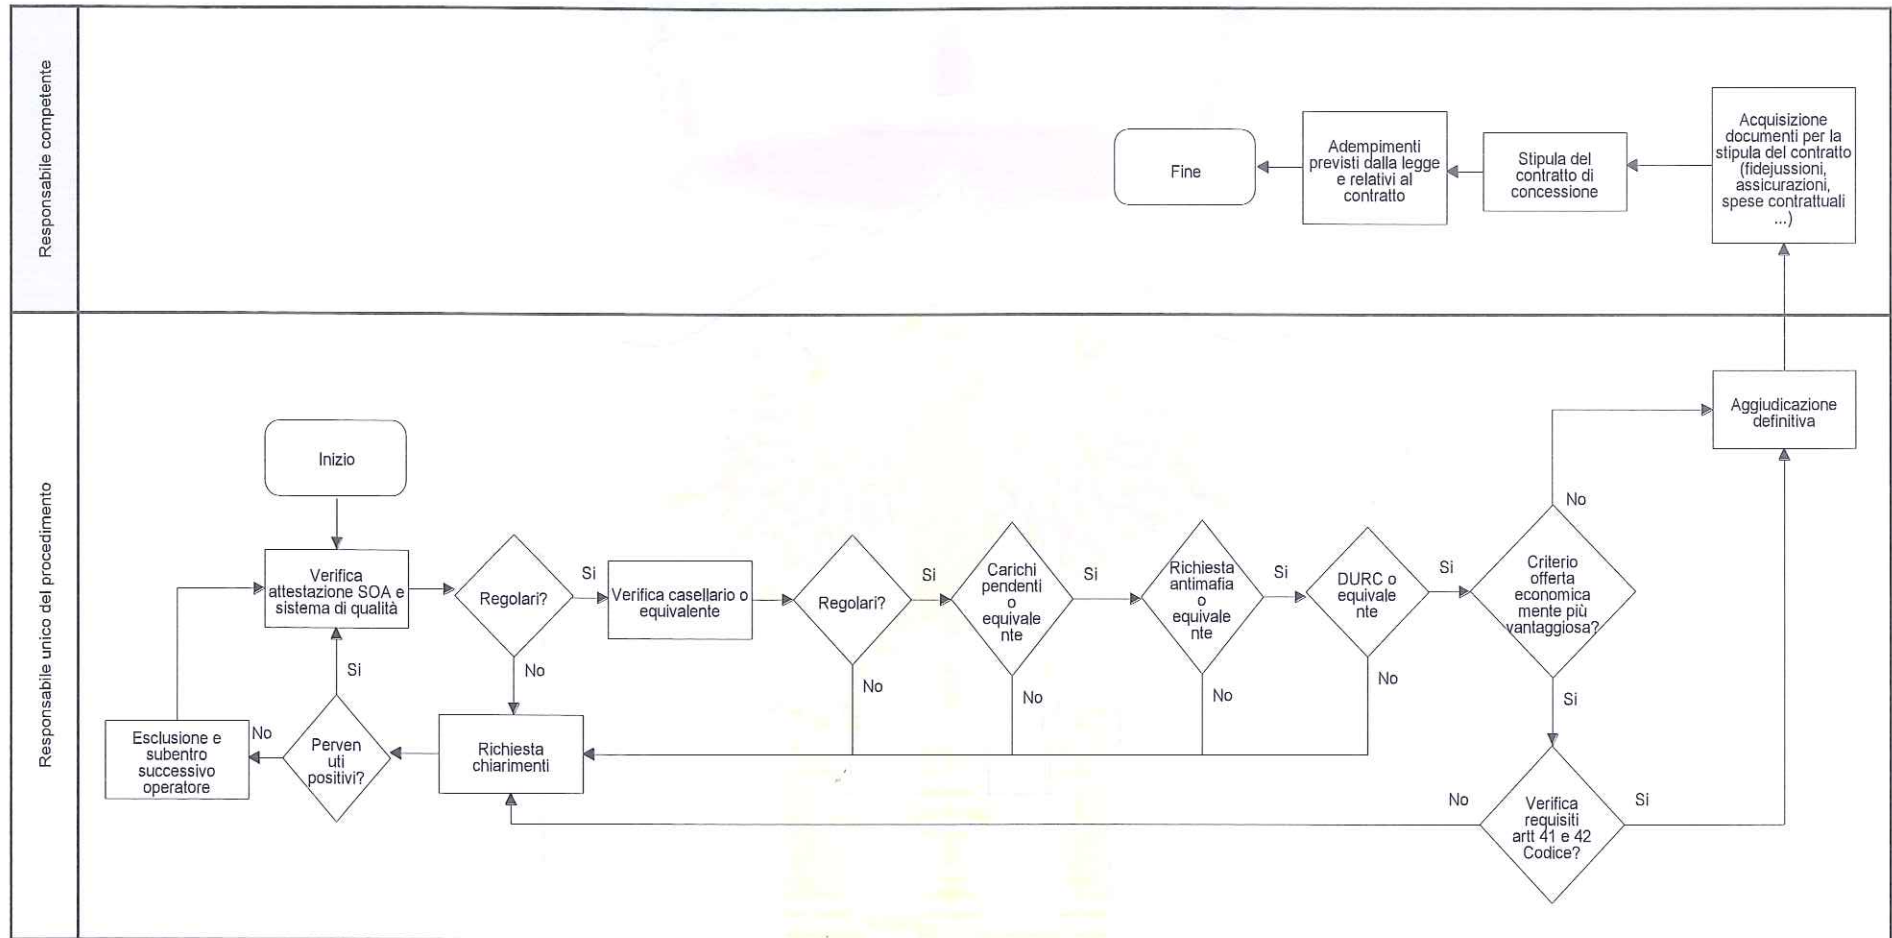 Responsabile competente
Fine
Adempimenti
previsti dalla legge
e relativi al
contratto
Stipula del
contratto di
concessione
Acquisizione
documenti per la
stipula del contratto
(fidejussioni,
assicurazioni,
spese contrattuali
...)
Responsabile unico del procedimento
Inizio
Verifica
attestazione SOA e
sistema di qualità
Regolari?
Si
No
Verifica casellario o
equivalente
Regolari?
Si
No
Carichi
pendenti
o
equivale
nte
Si
No
Richiesta
antimafia
o
equivale
nte
Si
No
DURC o
equivale
nte
Si
No
Criterio
offerta
economica
mente più
vantaggiosa?
No
Si
Aggiudicazione
definitiva
Verifica
requisiti
artt 41 e 42
Codice?
No
Si
Richiesta
chiarimenti
Perven
uti
positivi?
Si
No
Esclusione e
subentro
successivo
operatore